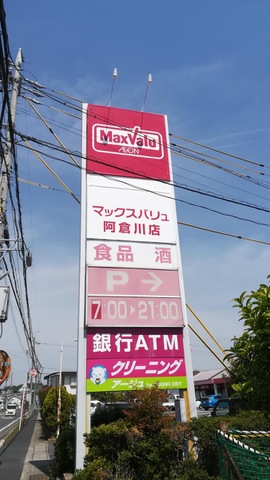 MaxValu
ÆON
マックスバリュ
阿倉川店
食品 酒
P→
7:00▶21:00
銀行ATM
クリーニング
アージュ